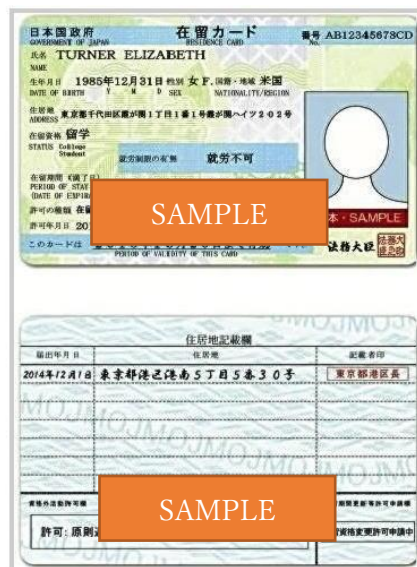 日本国政府 在留カード 番号 AB12345678CD
GOVERNMENT OF JAPAN RESIDENCE CARD No.
氏名 TURNER ELIZABETH
NAME
生年月日 1985年12月31日 性別 女 F. 国籍・地域 米国
DATE OF BIRTH Y M D SEX NATIONALITY/REGION
住居地 東京都千代田区霞が関1丁目1番1号霞が関ハイツ202号
ADDRESS
在留資格 留学
STATUS College
Student
就労制限の有無 就労不可
在留期間(満了日)
PERIOD OF STAY
(DATE OF EXPIRA
SAMPLE
許可の種類 在留
本・SAMPLE
許可年月日 20
このカードは
法務大臣
PERIOD OF VALIDITY OF THIS CARD
住居地記載欄
届出年月日 住居地 記載者印
2014年12月1日 東京都港区港南5丁目5番30号 東京都港区長
SAMPLE
資格外活動許可欄
期間更新等許可申請欄
許可:原則
資格変更許可申請中